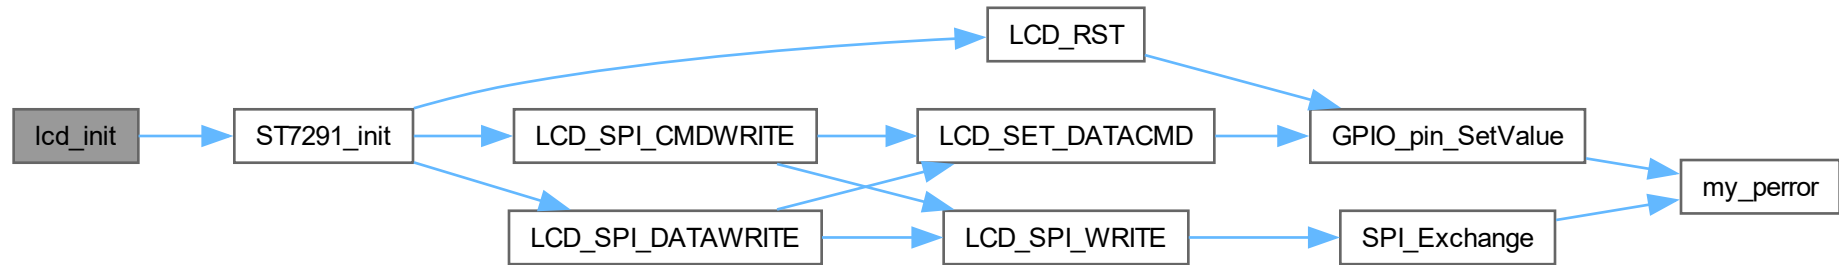 lcd_init
ST7291_init
LCD_RST
LCD_SPI_CMDWRITE
LCD_SPI_DATAWRITE
LCD_SET_DATACMD
LCD_SPI_WRITE
GPIO_pin_SetValue
SPI_Exchange
my_perror